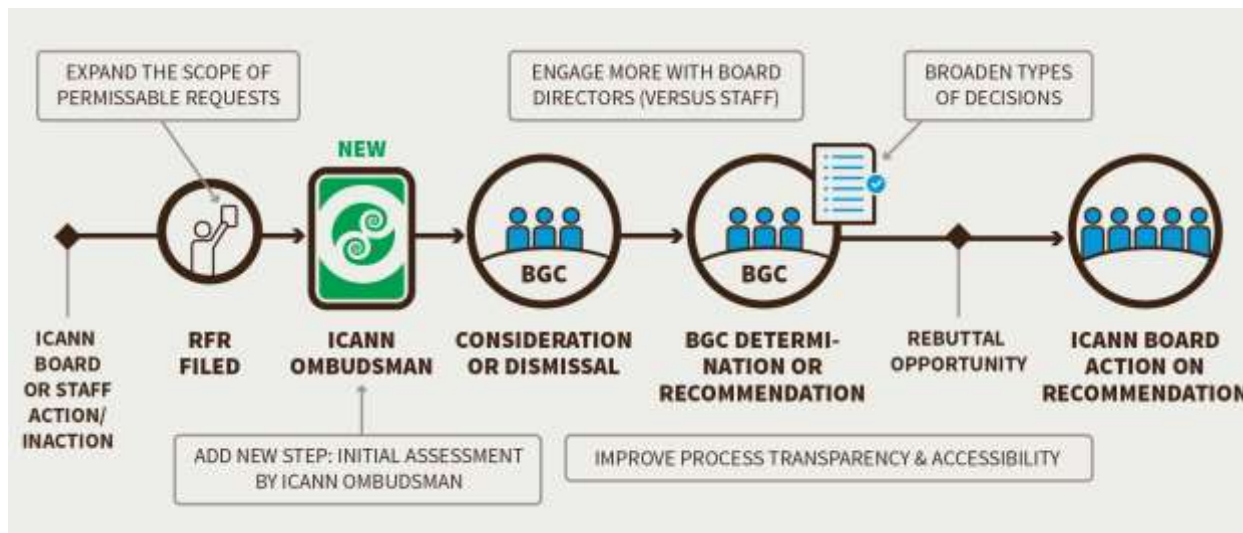 EXPAND THE SCOPE OF
PERMISSABLE REQUESTS
ENGAGE MORE WITH BOARD
DIRECTORS (VERSUS STAFF)
BROADEN TYPES
OF DECISIONS
NEW
BGC
BGC
ICANN
BOARD
OR STAFF
ACTION/
INACTION
RFR
FILED
ICANN
OMBUDSMAN
CONSIDERATION
OR DISMISSAL
BGC DETERMI-
NATION OR
RECOMMENDATION
REBUTTAL
OPPORTUNITY
ICANN BOARD
ACTION ON
RECOMMENDATION
ADD NEW STEP: INITIAL ASSESSMENT
BY ICANN OMBUDSMAN
IMPROVE PROCESS TRANSPARENCY & ACCESSIBILITY